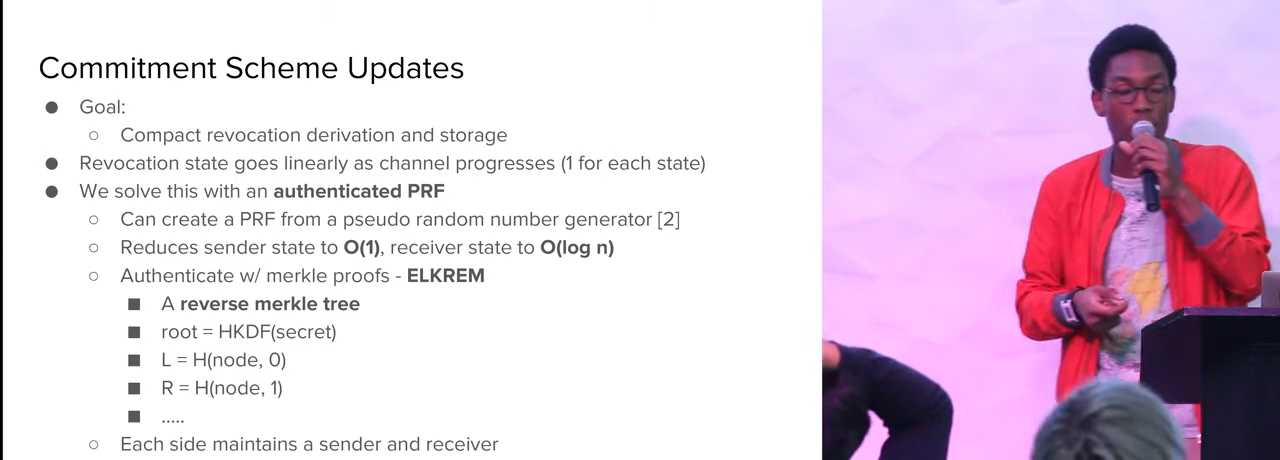 Commitment Scheme Updates
● Goal:
○ Compact revocation derivation and storage
● Revocation state goes linearly as channel progresses (1 for each state)
● We solve this with an authenticated PRF
○ Can create a PRF from a pseudo random number generator [2]
○ Reduces sender state to O(1), receiver state to O(log n)
○ Authenticate w/ merkle proofs - ELKREM
■ A reverse merkle tree
■ root = HKDF(secret)
■ L = H(node, 0)
■ R = H(node, 1)
■ .....
○ Each side maintains a sender and receiver